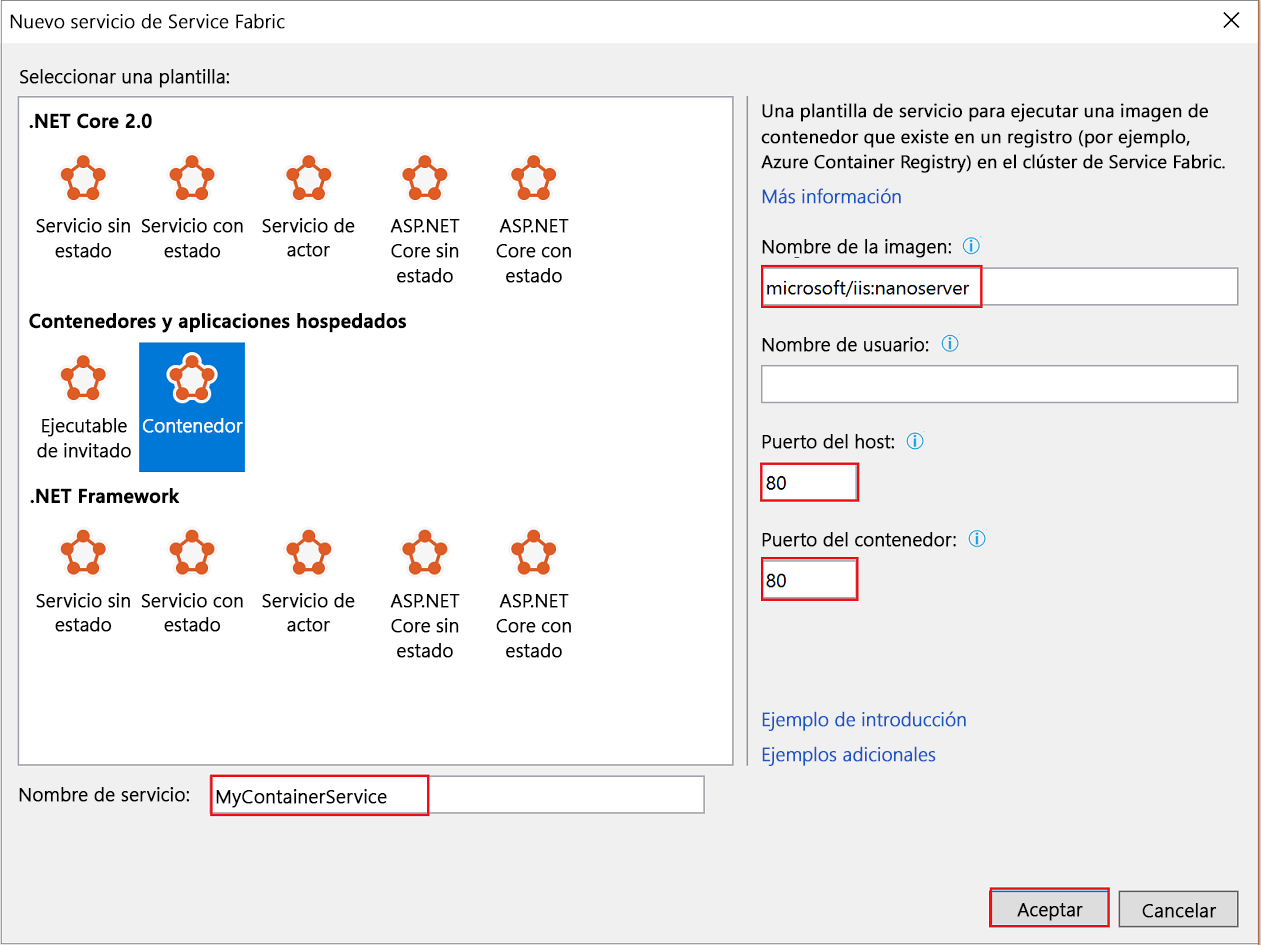 Nuevo servicio de Service Fabric
Seleccionar una plantilla:
.NET Core 2.0
Servicio sin estado
Servicio con estado
Servicio de actor
ASP.NET Core sin estado
ASP.NET Core con estado
Contenedores y aplicaciones hospedados
Ejecutable de invitado
Contenedor
.NET Framework
Servicio sin estado
Servicio con estado
Servicio de actor
ASP.NET Core sin estado
ASP.NET Core con estado
Nombre de servicio: MyContainerService
Una plantilla de servicio para ejecutar una imagen de
contenedor que existe en un registro (por ejemplo,
Azure Container Registry) en el clúster de Service Fabric.
Más información
Nombre de la imagen:
microsoft/iis:nanoserver
Nombre de usuario:
Puerto del host:
80
Puerto del contenedor:
80
Ejemplo de introducción
Ejemplos adicionales
Aceptar
Cancelar